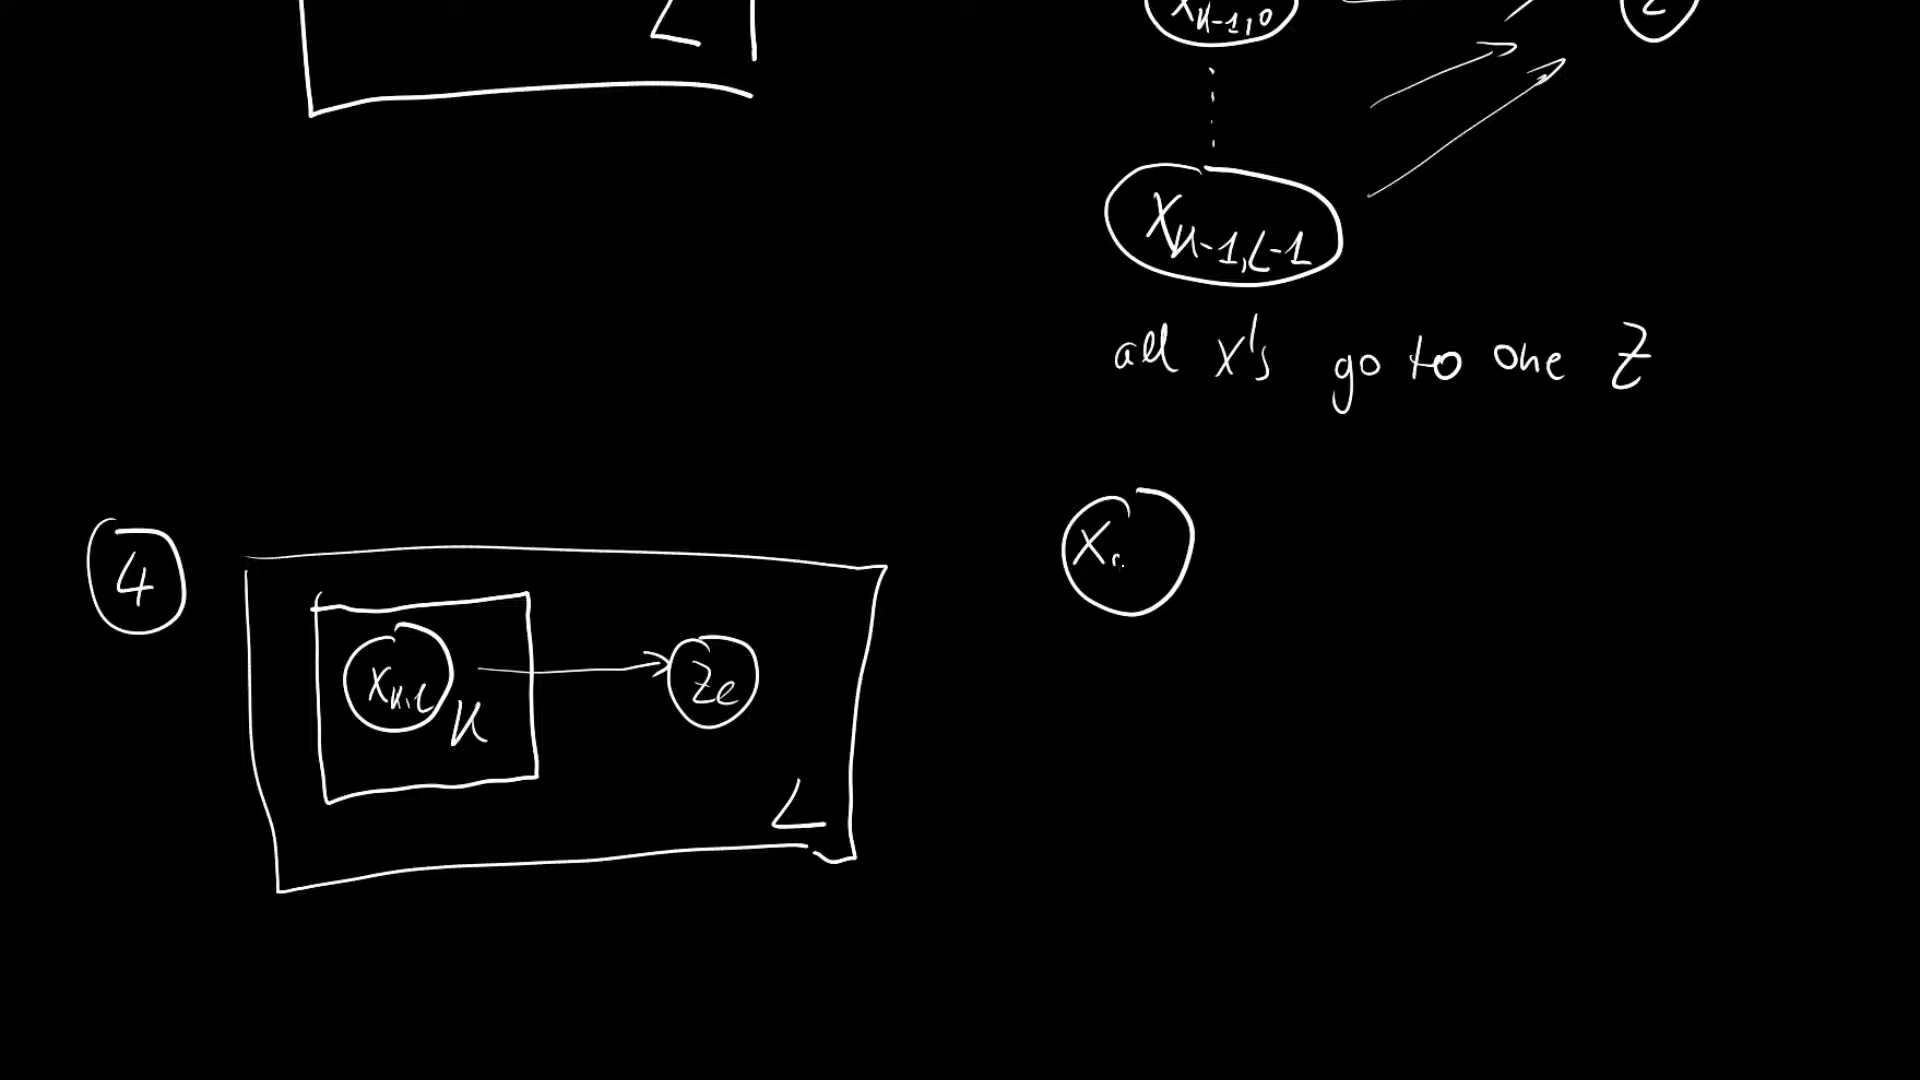 L
X_{K-1,0}
Z
X_{K-1,L-1}
all X's go to one Z
4
X_{K,L} K
Z_l
L
X